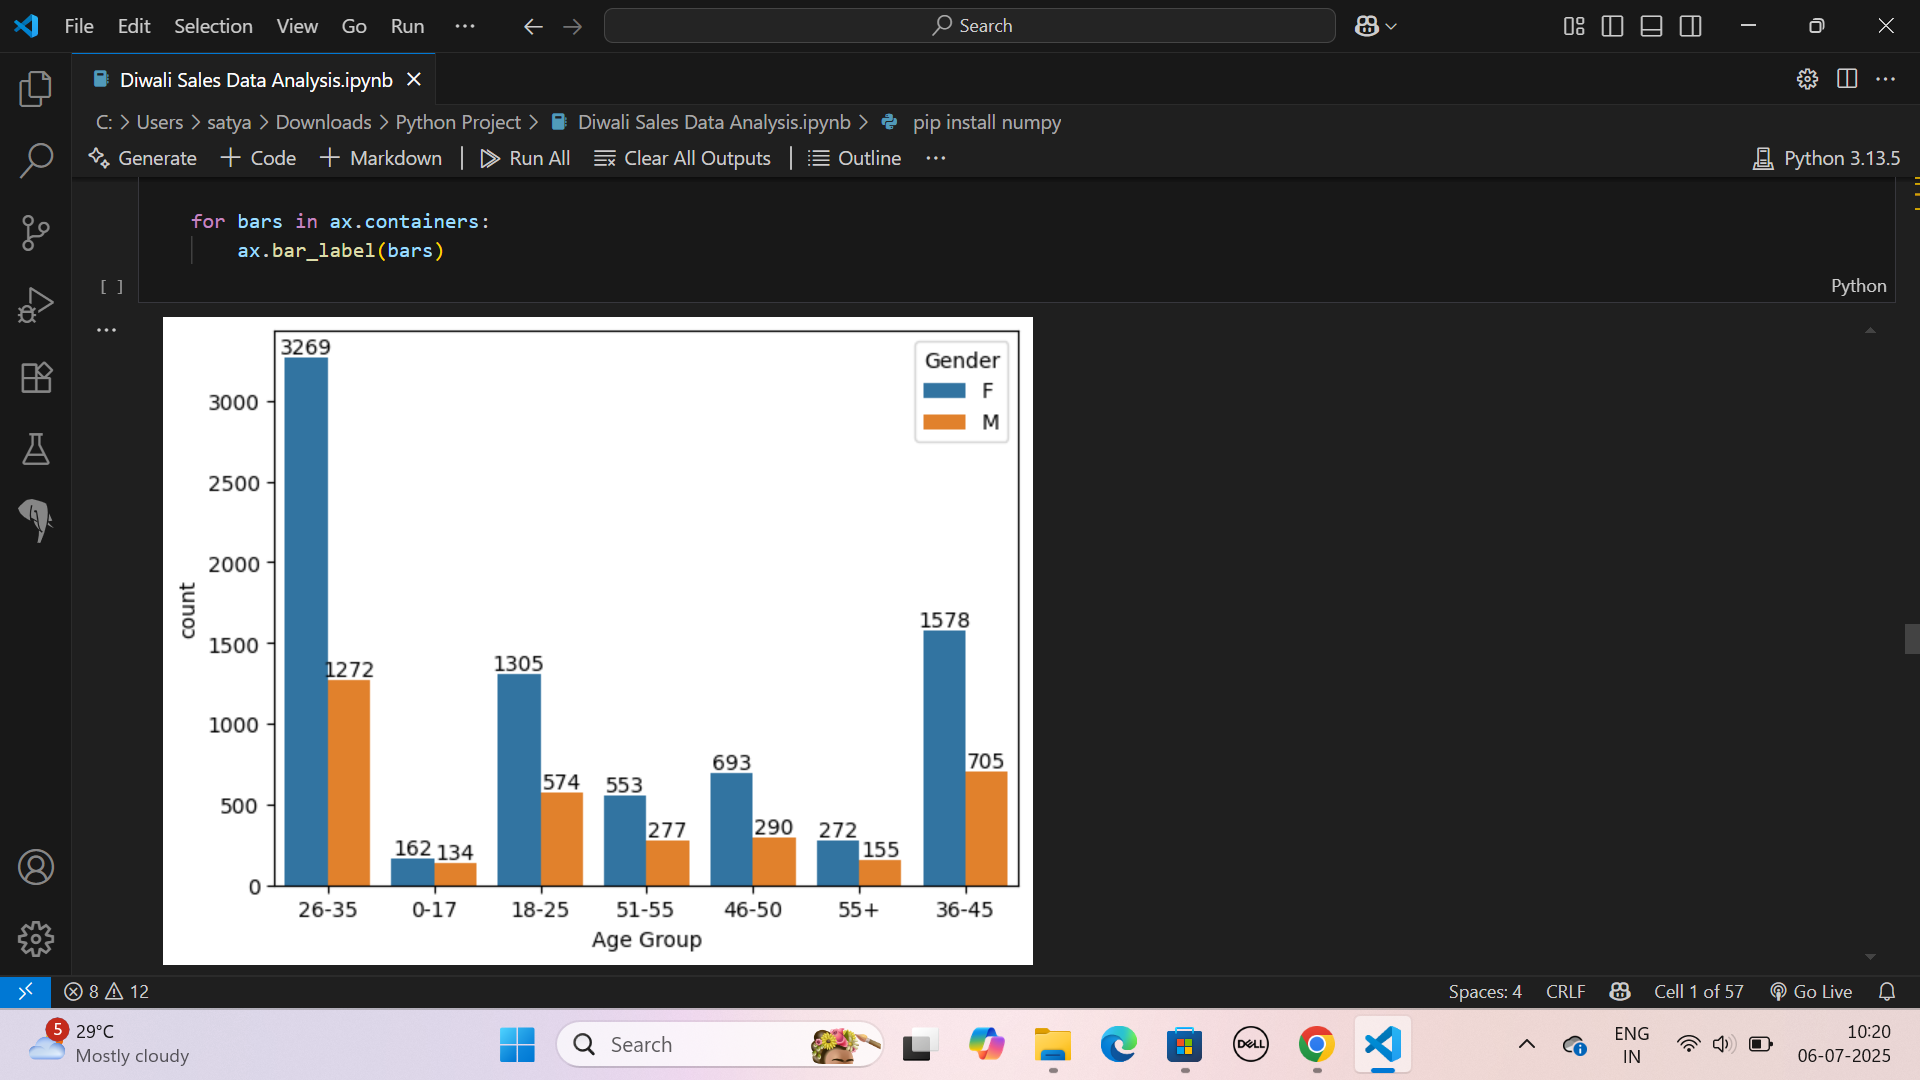 File Edit Selection View Go Run ··· Search
Diwali Sales Data Analysis.ipynb
C: > Users > satya > Downloads > Python Project > Diwali Sales Data Analysis.ipynb > pip install numpy
Generate + Code + Markdown | Run All Clear All Outputs | Outline ··· Python 3.13.5
for bars in ax.containers:
ax.bar_label(bars)
[ ] Python
3269
Gender
F
M
3000
2500
2000
1500
1000
500
0
count
1272
162
134
1305
574
553
277
693
290
272
155
1578
705
26-35 0-17 18-25 51-55 46-50 55+ 36-45
Age Group
8 12 Spaces: 4 CRLF Cell 1 of 57 Go Live
5
29°C
Mostly cloudy
Search
DELL
ENG
IN
10:20
06-07-2025